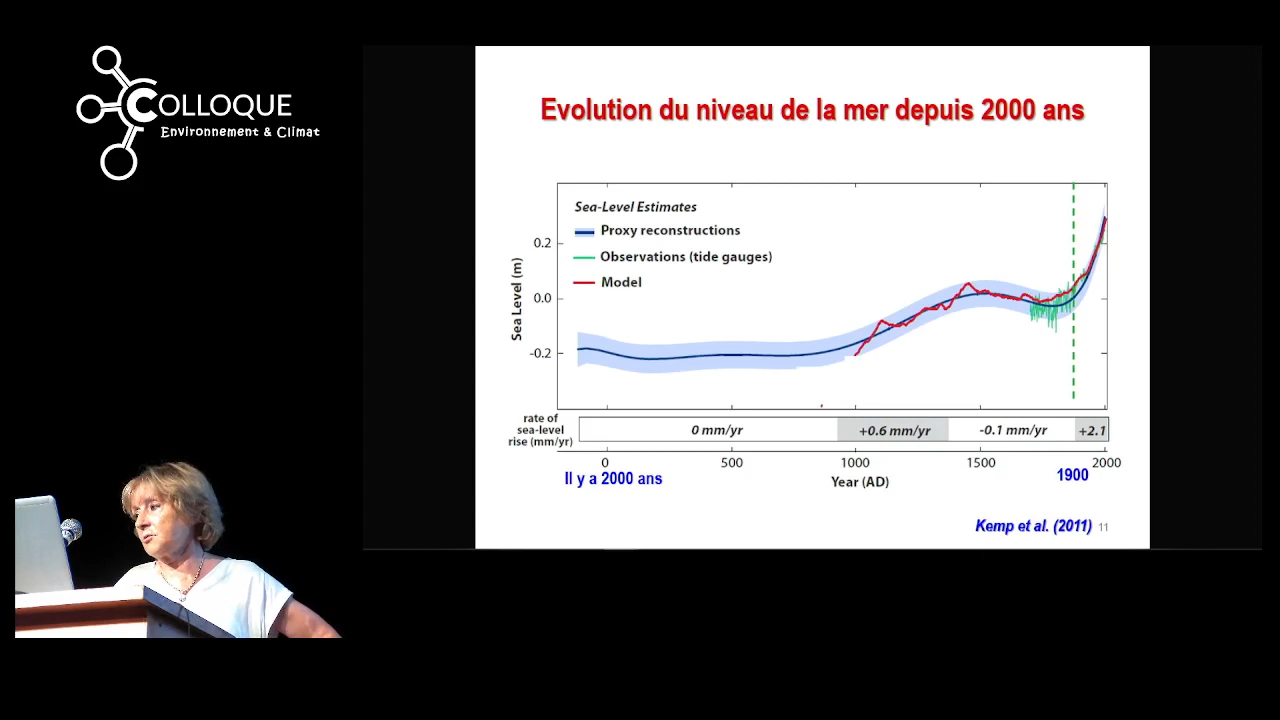 COLLOQUE
Environnement & Climat
Evolution du niveau de la mer depuis 2000 ans
Sea-Level Estimates
Proxy reconstructions
Observations (tide gauges)
Model
Sea Level (m)
0.2
0.0
-0.2
rate of
sea-level
rise (mm/yr)
0 mm/yr
+0.6 mm/yr
-0.1 mm/yr
+2.1
0
500
1000
1500
2000
Il y a 2000 ans
Year (AD)
1900
Kemp et al. (2011)
11